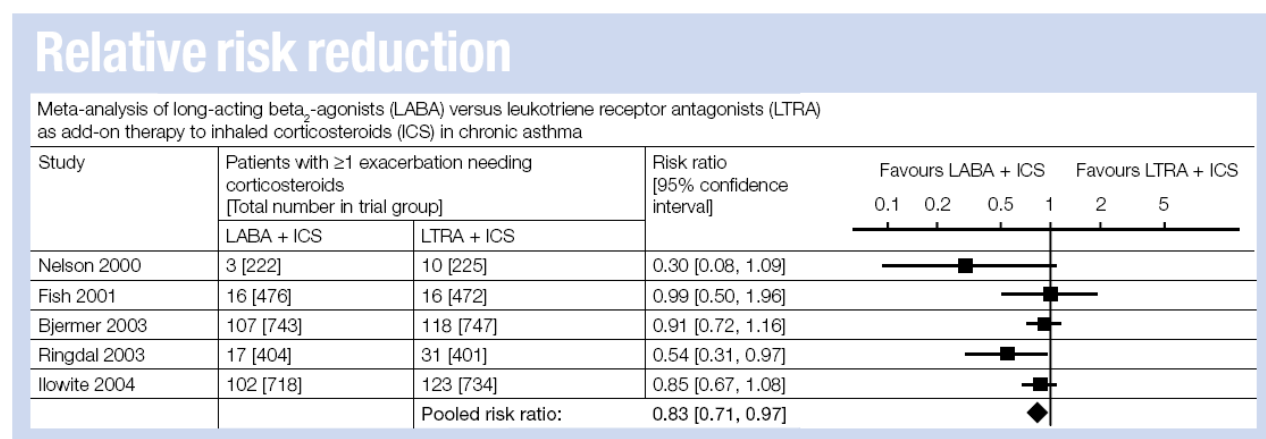 Relative risk reduction
Meta-analysis of long-acting beta₂-agonists (LABA) versus leukotriene receptor antagonists (LTRA)
as add-on therapy to inhaled corticosteroids (ICS) in chronic asthma
Study
Patients with ≥1 exacerbation needing
corticosteroids
[Total number in trial group]
Risk ratio
[95% confidence
interval]
Favours LABA + ICS Favours LTRA + ICS
0.1 0.2 0.5 1 2 5
LABA + ICS LTRA + ICS
Nelson 2000 3 [222] 10 [225] 0.30 [0.08, 1.09]
Fish 2001 16 [476] 16 [472] 0.99 [0.50, 1.96]
Bjermer 2003 107 [743] 118 [747] 0.91 [0.72, 1.16]
Ringdal 2003 17 [404] 31 [401] 0.54 [0.31, 0.97]
Ilowite 2004 102 [718] 123 [734] 0.85 [0.67, 1.08]
Pooled risk ratio: 0.83 [0.71, 0.97]